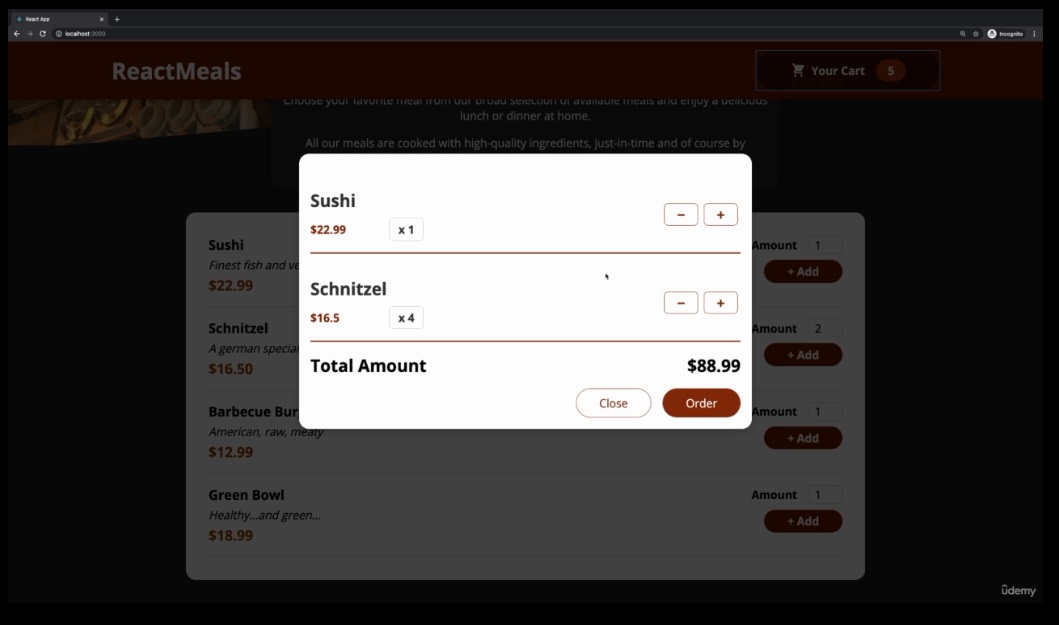 React App
localhost:3000
Incognito
ReactMeals
Your Cart 5
Choose your favorite meal from our broad selection of available meals and enjoy a delicious
lunch or dinner at home.
All our meals are cooked with high-quality ingredients, just-in-time and of course by
Sushi
$22.99
x 1
− +
Schnitzel
$16.5
x 4
− +
Total Amount $88.99
Close Order
Sushi
Finest fish and
$22.99
Amount 1
+ Add
Schnitzel
A german
$16.50
Amount 2
+ Add
Barbecue
American, raw, meaty
$12.99
Amount 1
+ Add
Green Bowl
Healthy...and green...
$18.99
Amount 1
+ Add
ûdemy